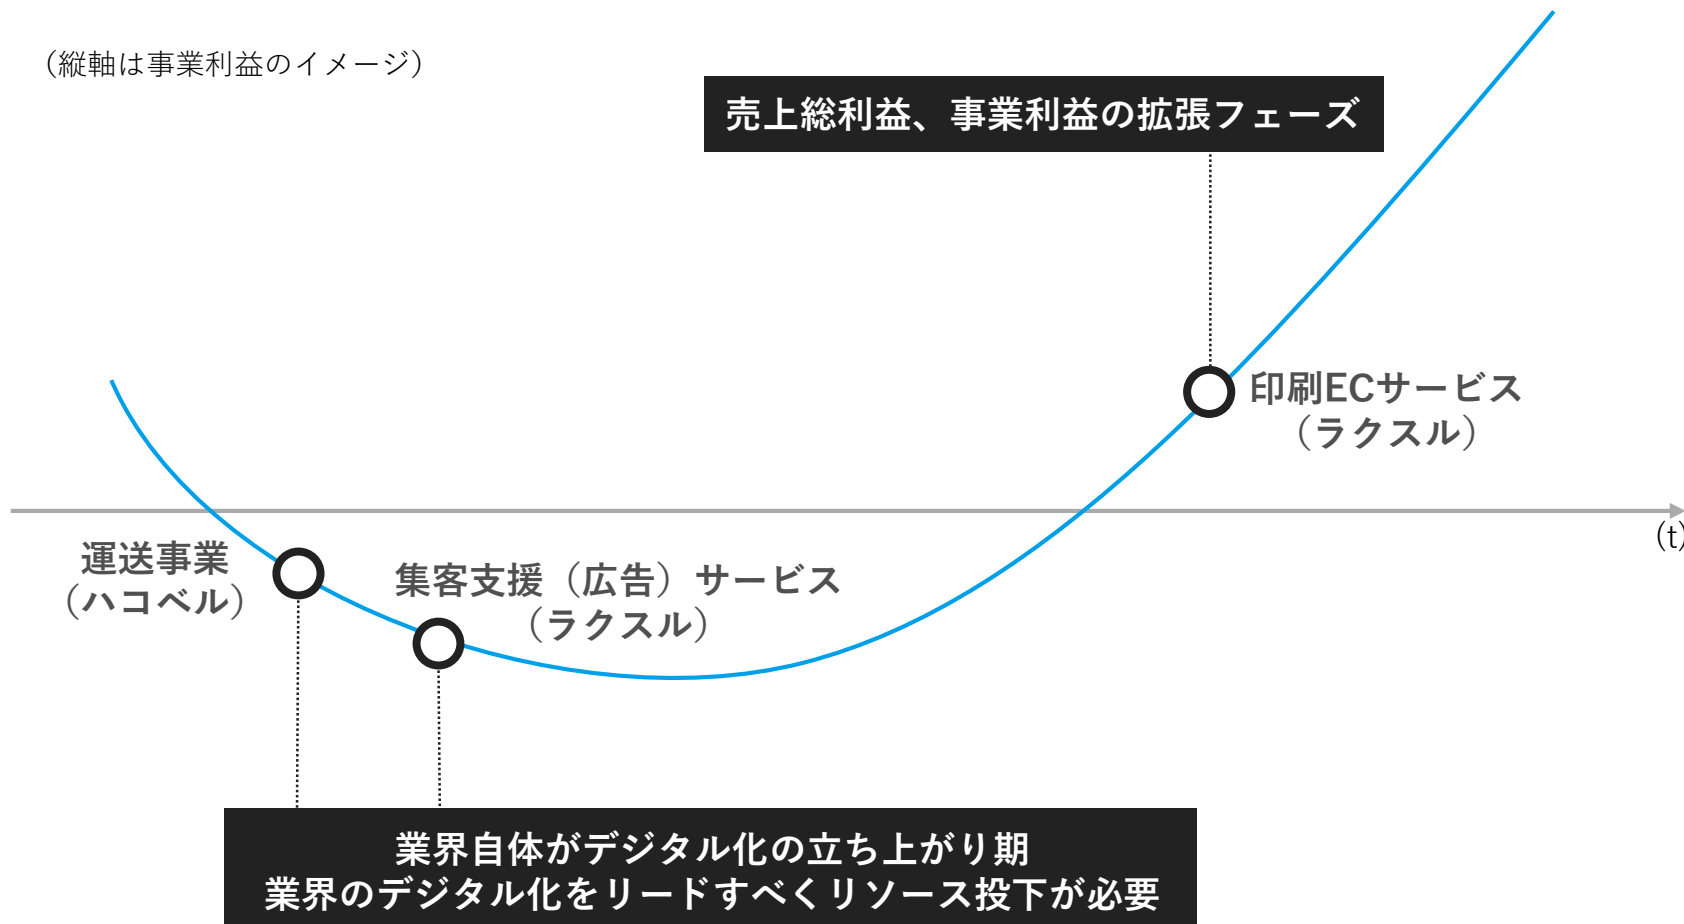 （縦軸は事業利益のイメージ）
売上総利益、事業利益の拡張フェーズ
印刷ECサービス
（ラクスル）
(t)
運送事業
（ハコベル）
集客支援（広告）サービス
（ラクスル）
業界自体がデジタル化の立ち上がり期
業界のデジタル化をリードすべくリソース投下が必要